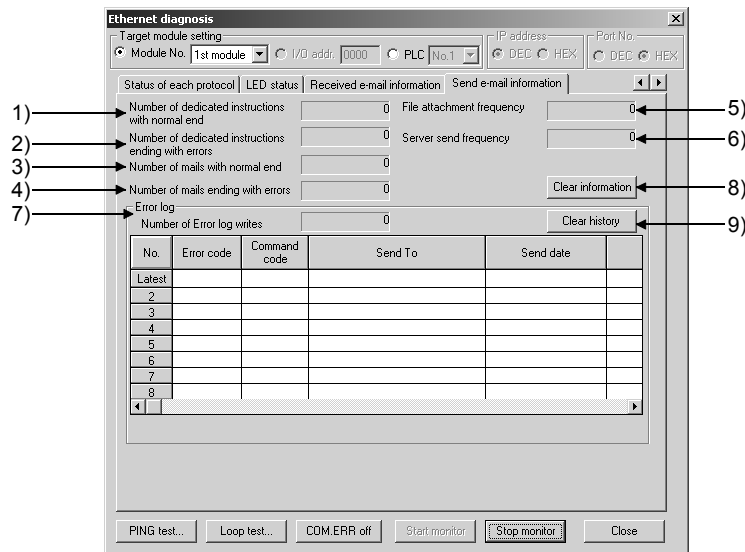 Ethernet diagnosis
Target module setting
Module No. 1st module I/O addr. 0000 PLC No.1
IP address
DEC HEX
Port No.
DEC HEX
Status of each protocol LED status Received e-mail information Send e-mail information
1) Number of dedicated instructions with normal end 0
File attachment frequency 0 5)
2) Number of dedicated instructions ending with errors 0
Server send frequency 0 6)
3) Number of mails with normal end 0
4) Number of mails ending with errors 0
Clear information 8)
7) Error log
Number of Error log writes 0
Clear history 9)
No. Error code Command code Send To Send date
Latest
2
3
4
5
6
7
8
PING test... Loop test... COM.ERR off Start monitor Stop monitor Close